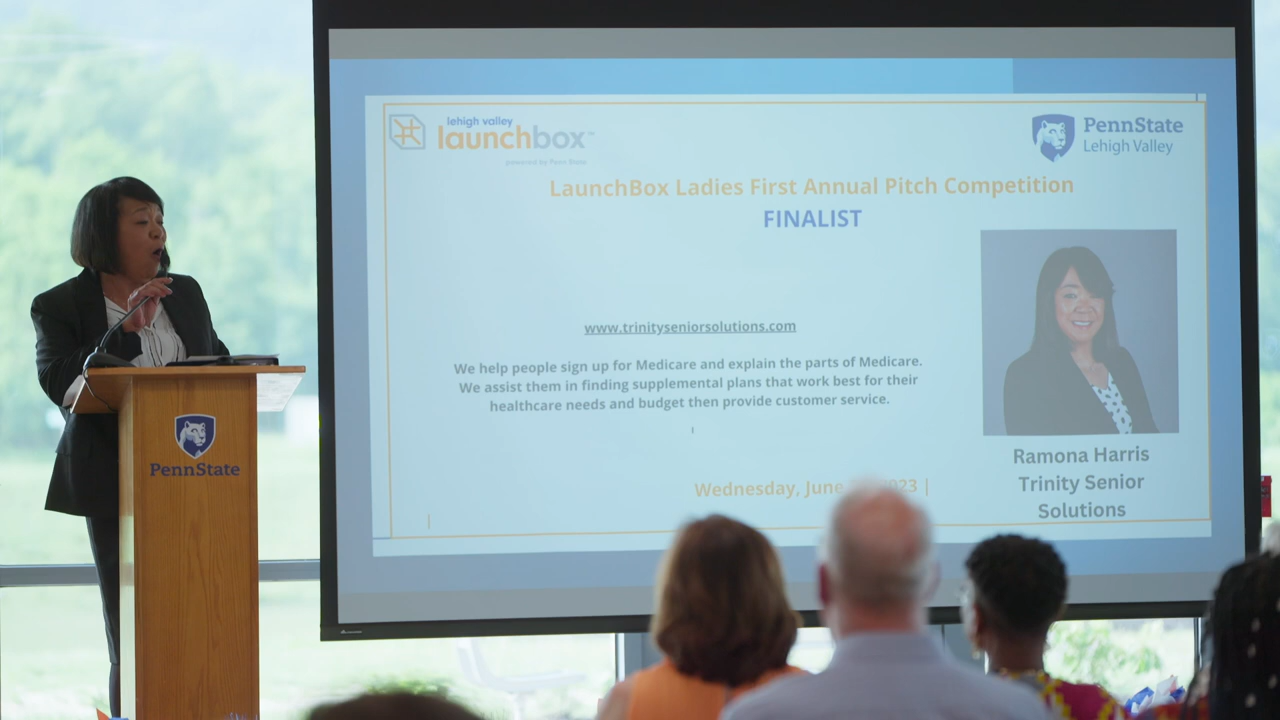 lehigh valley
launchbox™
powered by Penn State
PennState
Lehigh Valley
LaunchBox Ladies First Annual Pitch Competition
FINALIST
www.trinityseniorsolutions.com
We help people sign up for Medicare and explain the parts of Medicare.
We assist them in finding supplemental plans that work best for their
healthcare needs and budget then provide customer service.
Wednesday, June
Ramona Harris
Trinity Senior
Solutions
PennState